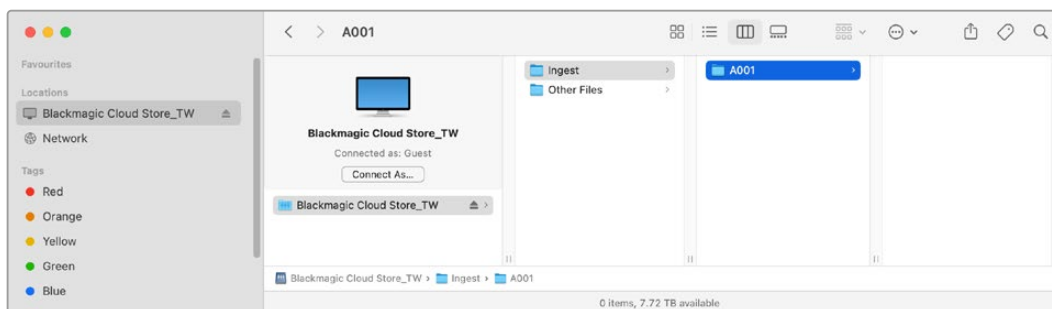 A001
Favourites
Locations
Blackmagic Cloud Store_TW
Network
Tags
Red
Orange
Yellow
Green
Blue
Blackmagic Cloud Store_TW
Connected as: Guest
Connect As...
Blackmagic Cloud Store_TW
Ingest
Other Files
A001
Blackmagic Cloud Store_TW › Ingest › A001
0 items, 7.72 TB available